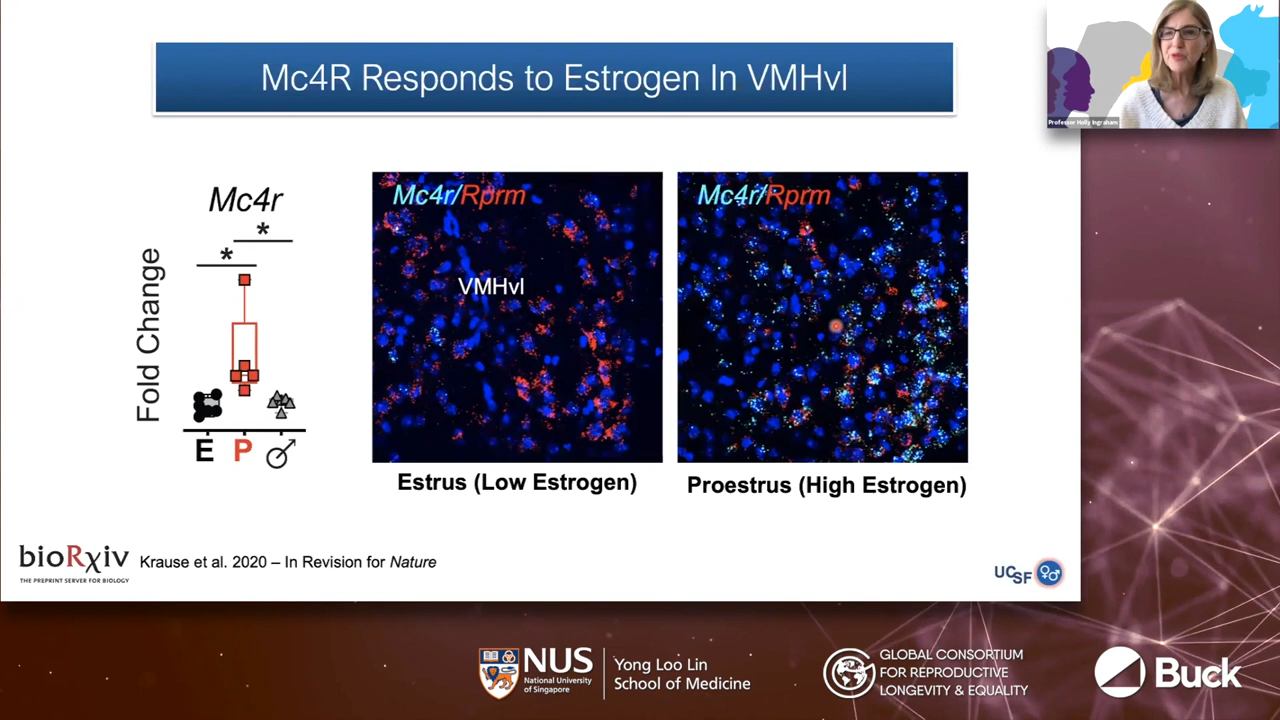 Mc4R Responds to Estrogen In VMHvl
Professor Holly Ingraham
Mc4r
*
*
Fold Change
E P ♂
Mc4r/Rprm
VMHvl
Estrus (Low Estrogen)
Mc4r/Rprm
Proestrus (High Estrogen)
bioRχiv
THE PREPRINT SERVER FOR BIOLOGY
Krause et al. 2020 – In Revision for Nature
UCSF
NUS
National University
of Singapore
Yong Loo Lin
School of Medicine
GLOBAL CONSORTIUM
FOR REPRODUCTIVE
LONGEVITY & EQUALITY
Buck